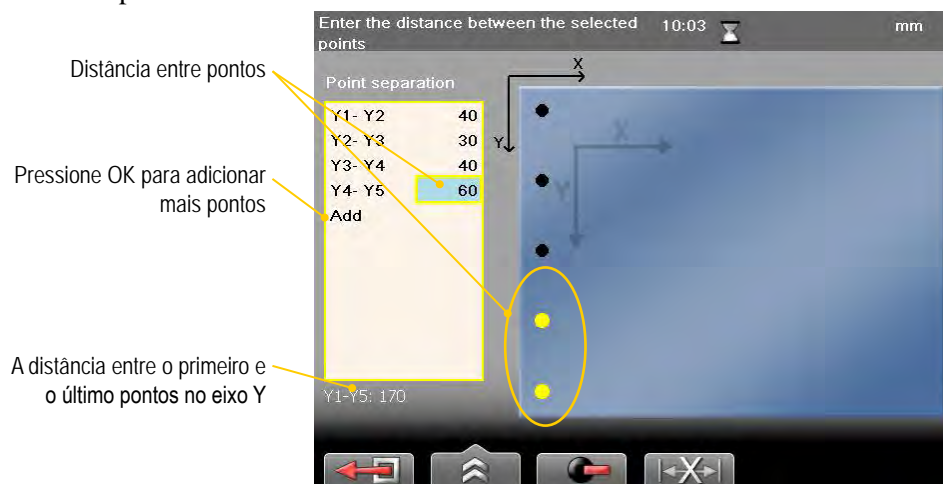 Enter the distance between the selected
points
10:03
mm
Distância entre pontos
Point separation
X
Y
Y1- Y2 40
Y2- Y3 30
Y3- Y4 40
Y4- Y5 60
Add
X
Y
Pressione OK para adicionar
mais pontos
A distância entre o primeiro e
o último pontos no eixo Y
Y1-Y5: 170
X